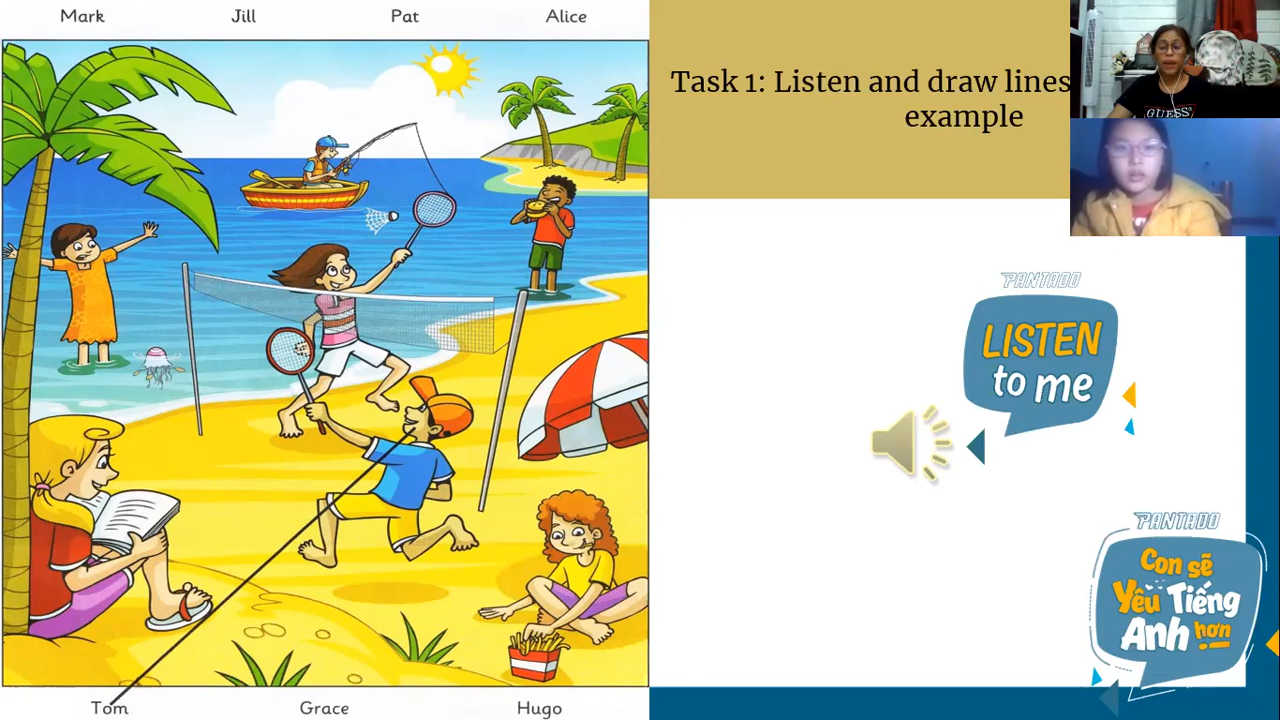 Mark Jill Pat Alice
Task 1: Listen and draw lines
example
GUESS
PANTADO
LISTEN
to me
PANTADO
Con sẽ
Yêu Tiếng
Anh hơn
Tom Grace Hugo